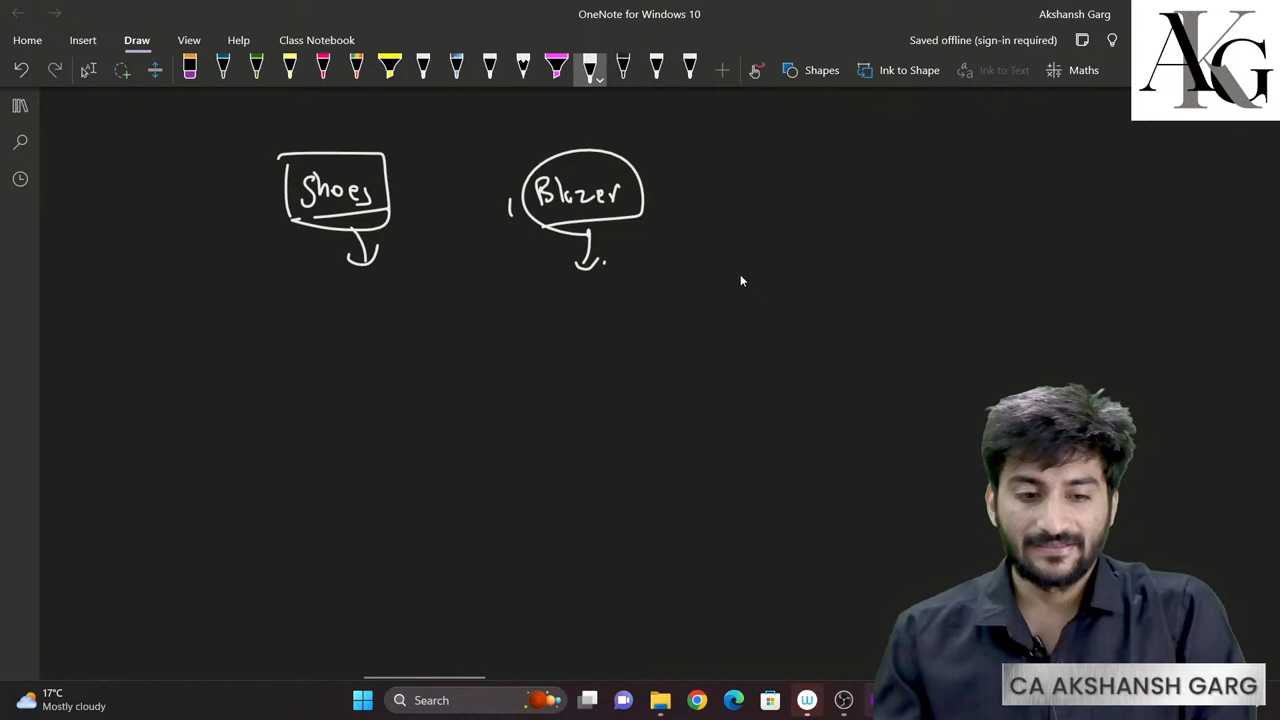 OneNote for Windows 10
Akshansh Garg
Home Insert Draw View Help Class Notebook
Saved offline (sign-in required)
Shapes Ink to Shape Ink to Text Maths
AKG
Shoes
Blazer
CA AKSHANSH GARG
17°C
Mostly cloudy
Search